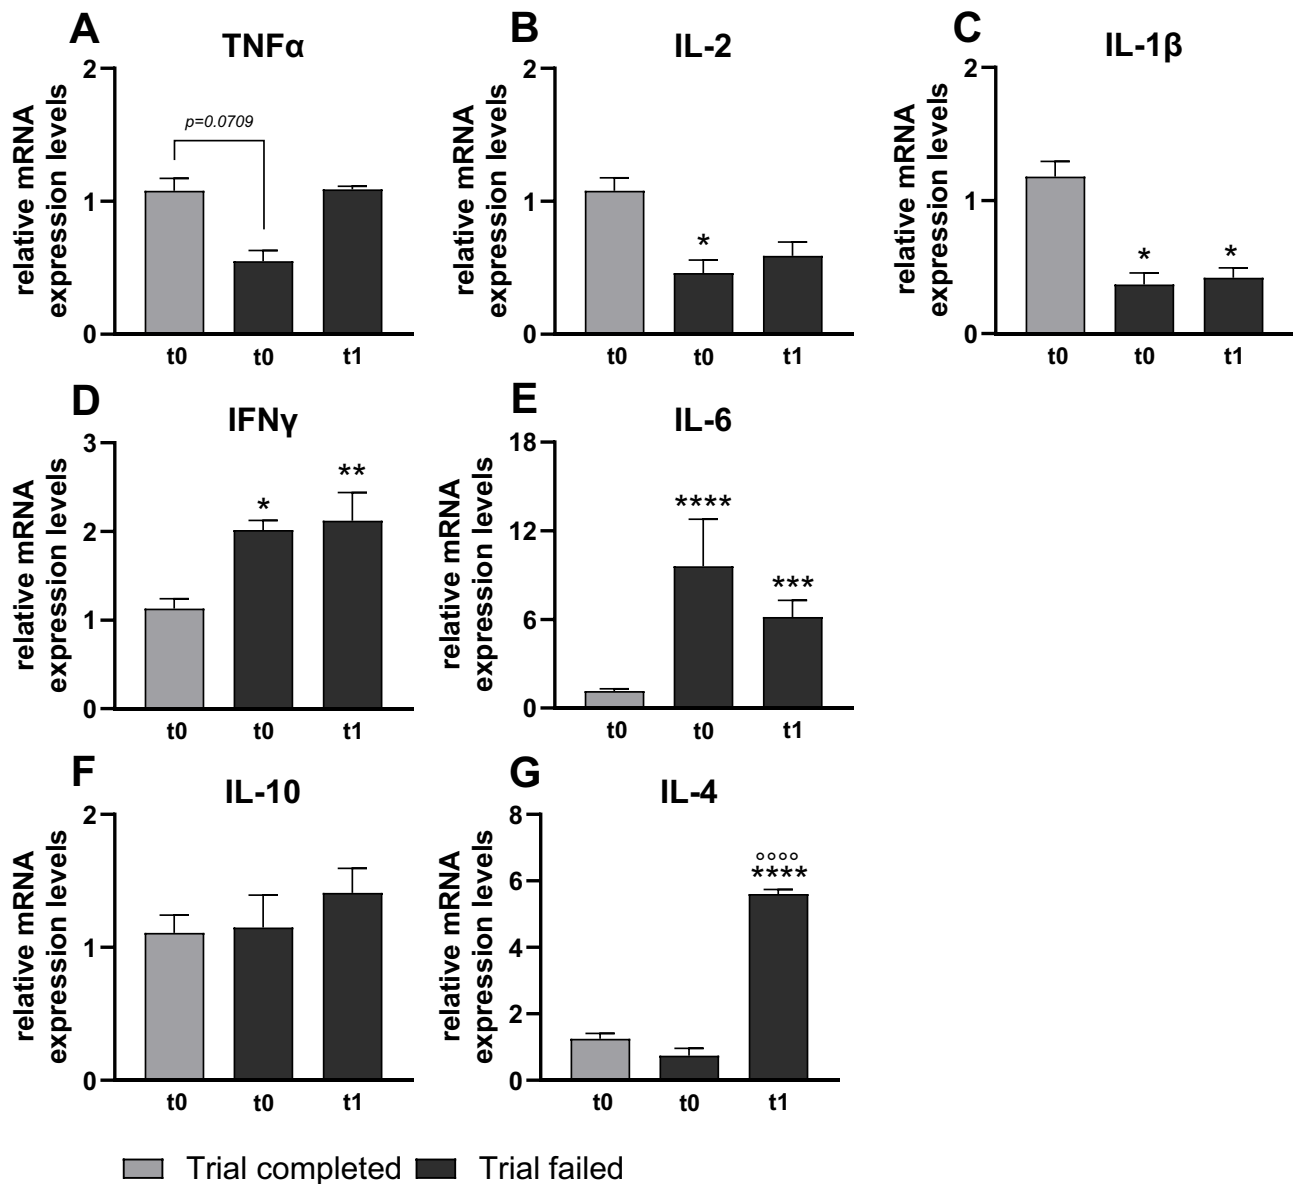 A
TNFα
relative mRNA
expression levels
2
1
0
p=0.0709
t0
t0
t1
B
IL-2
relative mRNA
expression levels
2
1
0
*
t0
t0
t1
C
IL-1β
relative mRNA
expression levels
2
1
0
*
*
t0
t0
t1
D
IFNγ
relative mRNA
expression levels
3
2
1
0
*
**
t0
t0
t1
E
IL-6
relative mRNA
expression levels
18
12
6
0
****
***
t0
t0
t1
F
IL-10
relative mRNA
expression levels
2
1
0
t0
t0
t1
G
IL-4
relative mRNA
expression levels
8
6
4
2
0
°°°°
****
t0
t0
t1
Trial completed
Trial failed